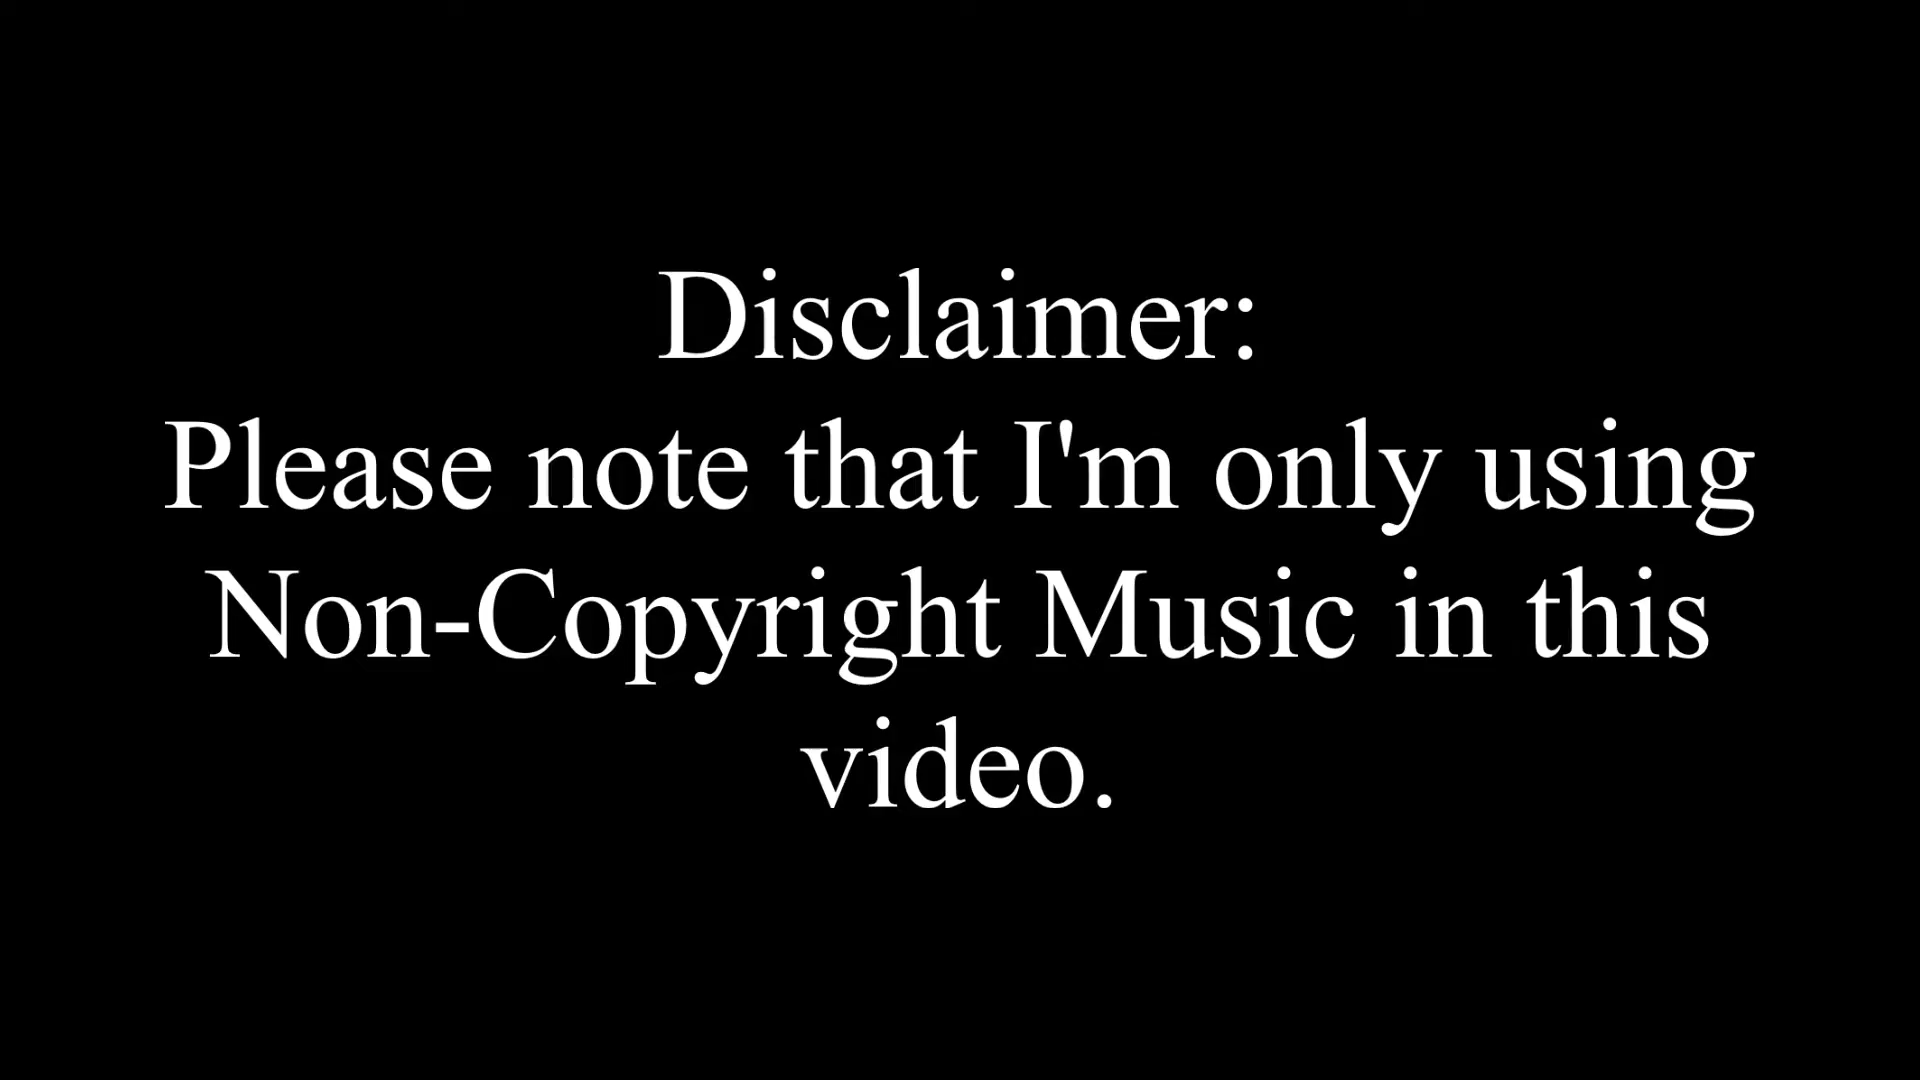 Disclaimer:
Please note that I'm only using
Non-Copyright Music in this
video.